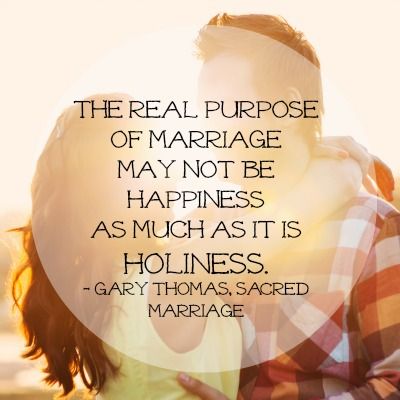 THE REAL PURPOSE
OF MARRIAGE
MAY NOT BE
HAPPINESS
AS MUCH AS IT IS
HOLINESS.
- GARY THOMAS, SACRED
MARRIAGE